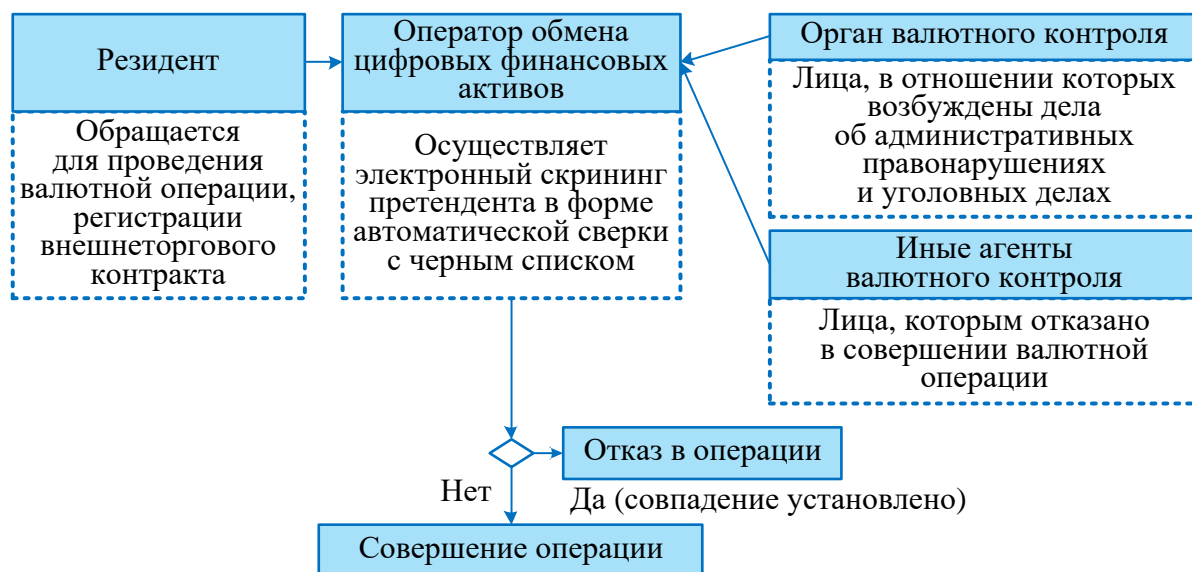 Резидент
Обращается
для проведения
валютной операции,
регистрации
внешнеторгового
контракта
Оператор обмена
цифровых финансовых
активов
Осуществляет
электронный скрининг
претендента в форме
автоматической сверки
с черным списком
Орган валютного контроля
Лица, в отношении которых
возбуждены дела
об административных
правонарушениях
и уголовных делах
Иные агенты
валютного контроля
Лица, которым отказано
в совершении валютной
операции
Отказ в операции
Да (совпадение установлено)
Нет
Совершение операции